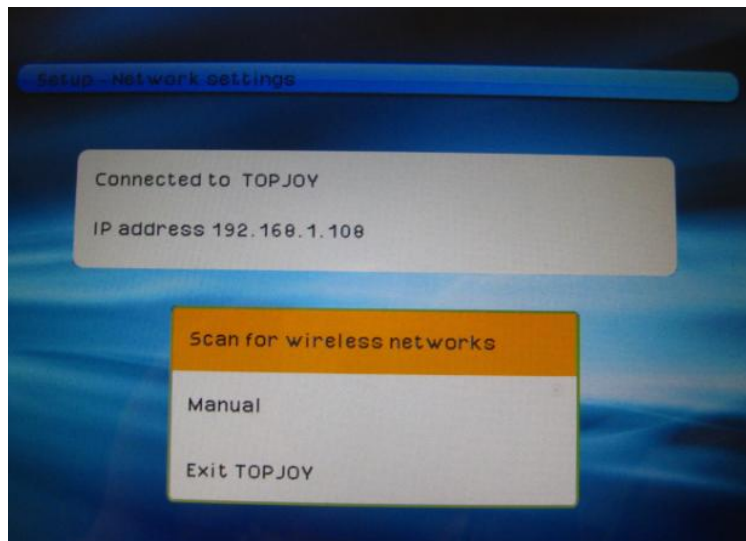 Setup - Network settings
Connected to TOPJOY
IP address 192.168.1.108
Scan for wireless networks
Manual
Exit TOPJOY